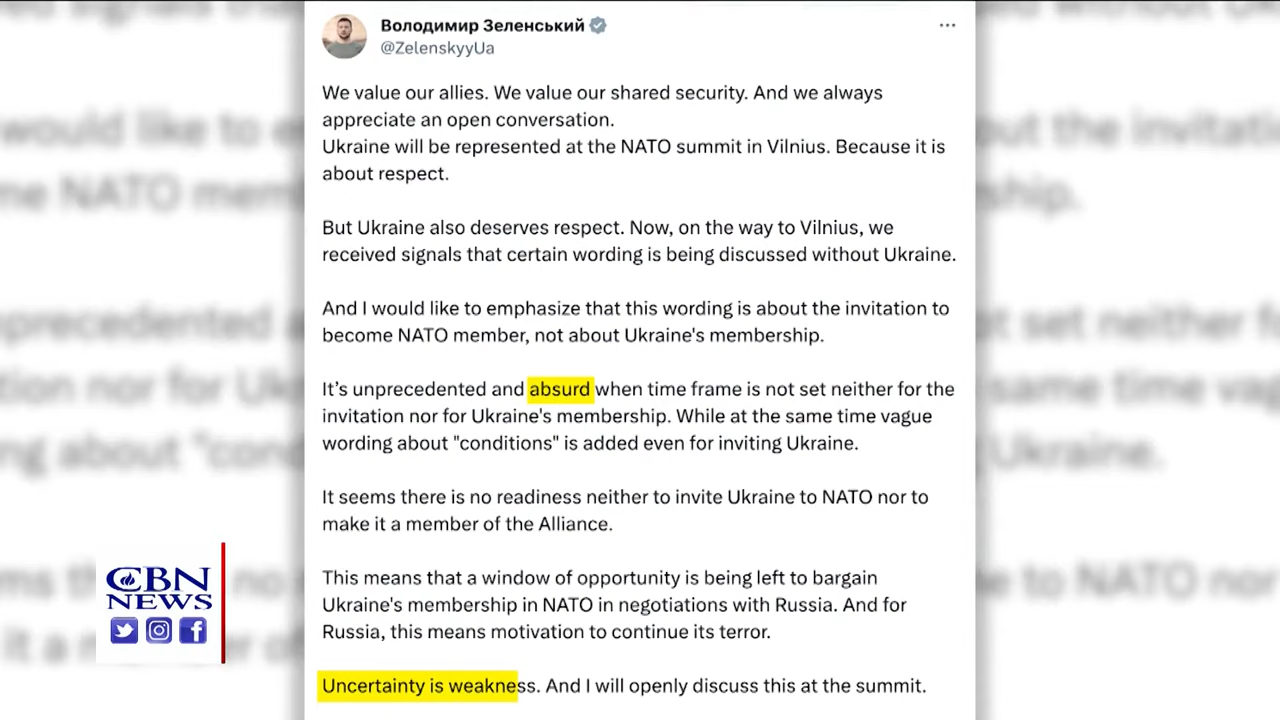 Володимир Зеленський
@ZelenskyyUa
We value our allies. We value our shared security. And we always
appreciate an open conversation.
Ukraine will be represented at the NATO summit in Vilnius. Because it is
about respect.
But Ukraine also deserves respect. Now, on the way to Vilnius, we
received signals that certain wording is being discussed without Ukraine.
And I would like to emphasize that this wording is about the invitation to
become NATO member, not about Ukraine's membership.
It’s unprecedented and absurd when time frame is not set neither for the
invitation nor for Ukraine's membership. While at the same time vague
wording about "conditions" is added even for inviting Ukraine.
It seems there is no readiness neither to invite Ukraine to NATO nor to
make it a member of the Alliance.
This means that a window of opportunity is being left to bargain
Ukraine's membership in NATO in negotiations with Russia. And for
Russia, this means motivation to continue its terror.
Uncertainty is weakness. And I will openly discuss this at the summit.
CBN
NEWS